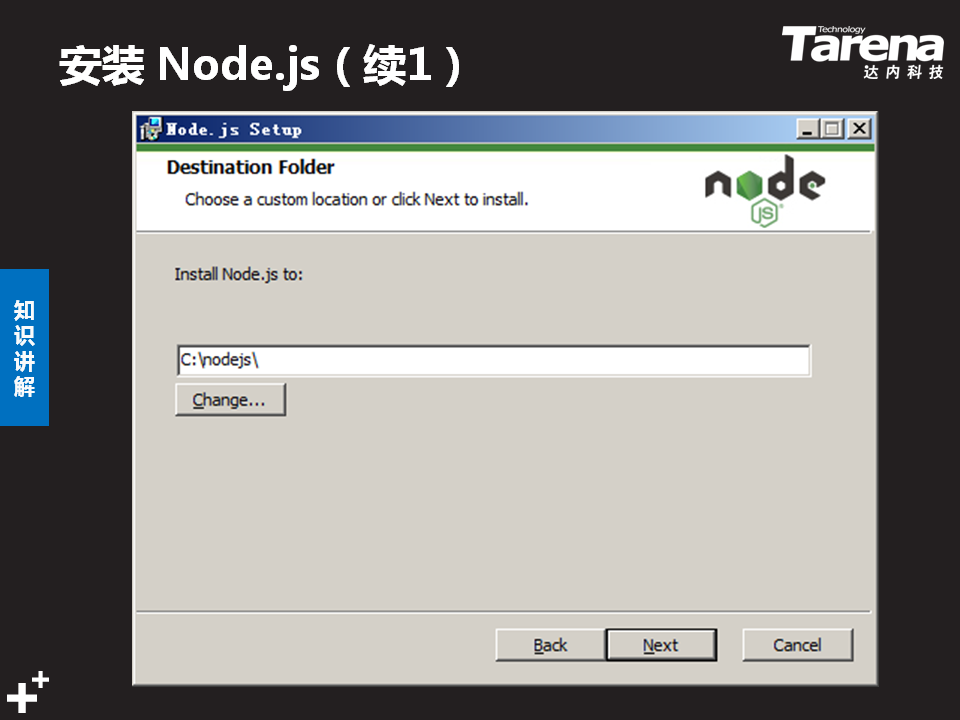 安装 Node.js（续1）
Technology
Tarena
达内科技
Node.js Setup
Destination Folder
Choose a custom location or click Next to install.
node
JS
Install Node.js to:
C:\nodejs\
Change...
知识讲解
Back
Next
Cancel